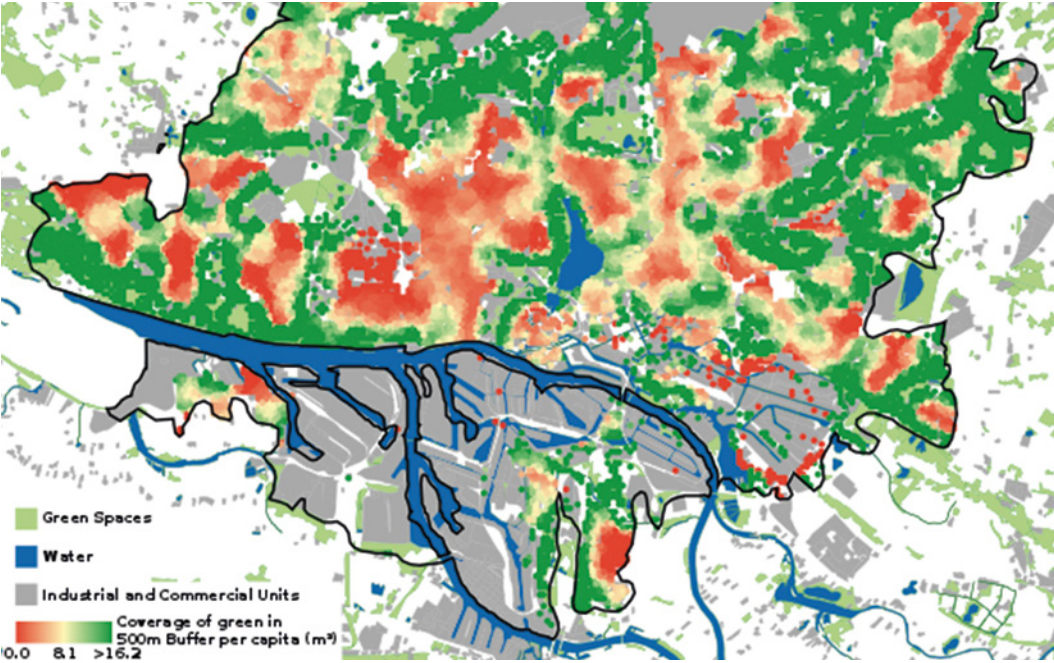 Green Spaces
Water
Industrial and Commercial Units
Coverage of green in
500m Buffer per capita (m²)
0.0 8.1 >16.2